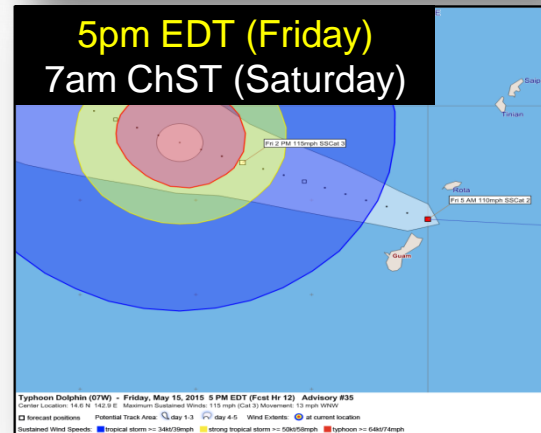 5pm EDT (Friday)
7am ChST (Saturday)
Saip
Tinian
Fri 2 PM 115mph SSCat 3
Rota
Fri 5 AM 110mph SSCat 2
Guam
Typhoon Dolphin (07W) - Friday, May 15, 2015 5 PM EDT (Fcst Hr 12) Advisory #35
Center Location: 14.6 N 142.9 E Maximum Sustained Winds: 115 mph (Cat 3) Movement: 13 mph WNW
forecast positions Potential Track Area: day 1-3 day 4-5 Wind Extents: at current location
Sustained Wind Speeds: tropical storm >= 34kt/39mph strong tropical storm >= 50kt/58mph typhoon >= 64kt/74mph